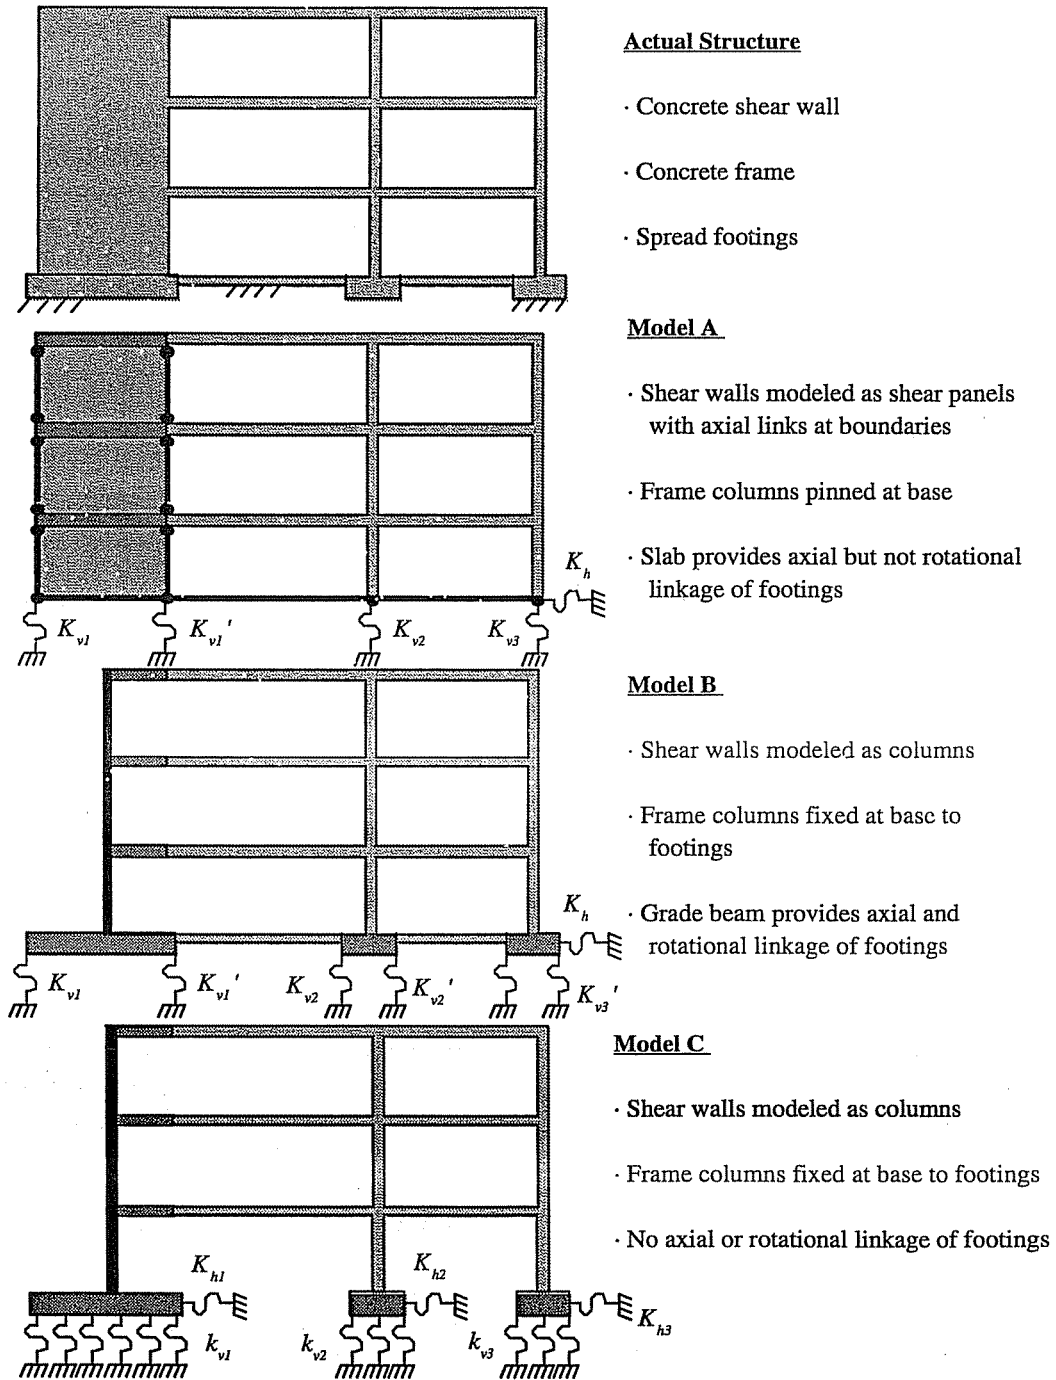 Actual Structure
· Concrete shear wall
· Concrete frame
· Spread footings
Model A
· Shear walls modeled as shear panels
with axial links at boundaries
· Frame columns pinned at base
· Slab provides axial but not rotational
linkage of footings
K_h
K_v1
K_v1'
K_v2
K_v3
Model B
· Shear walls modeled as columns
· Frame columns fixed at base to
footings
· Grade beam provides axial and
rotational linkage of footings
K_h
K_v1
K_v1'
K_v2
K_v2'
K_v3'
Model C
· Shear walls modeled as columns
· Frame columns fixed at base to footings
· No axial or rotational linkage of footings
K_h1
K_h2
K_h3
k_v1
k_v2
k_v3